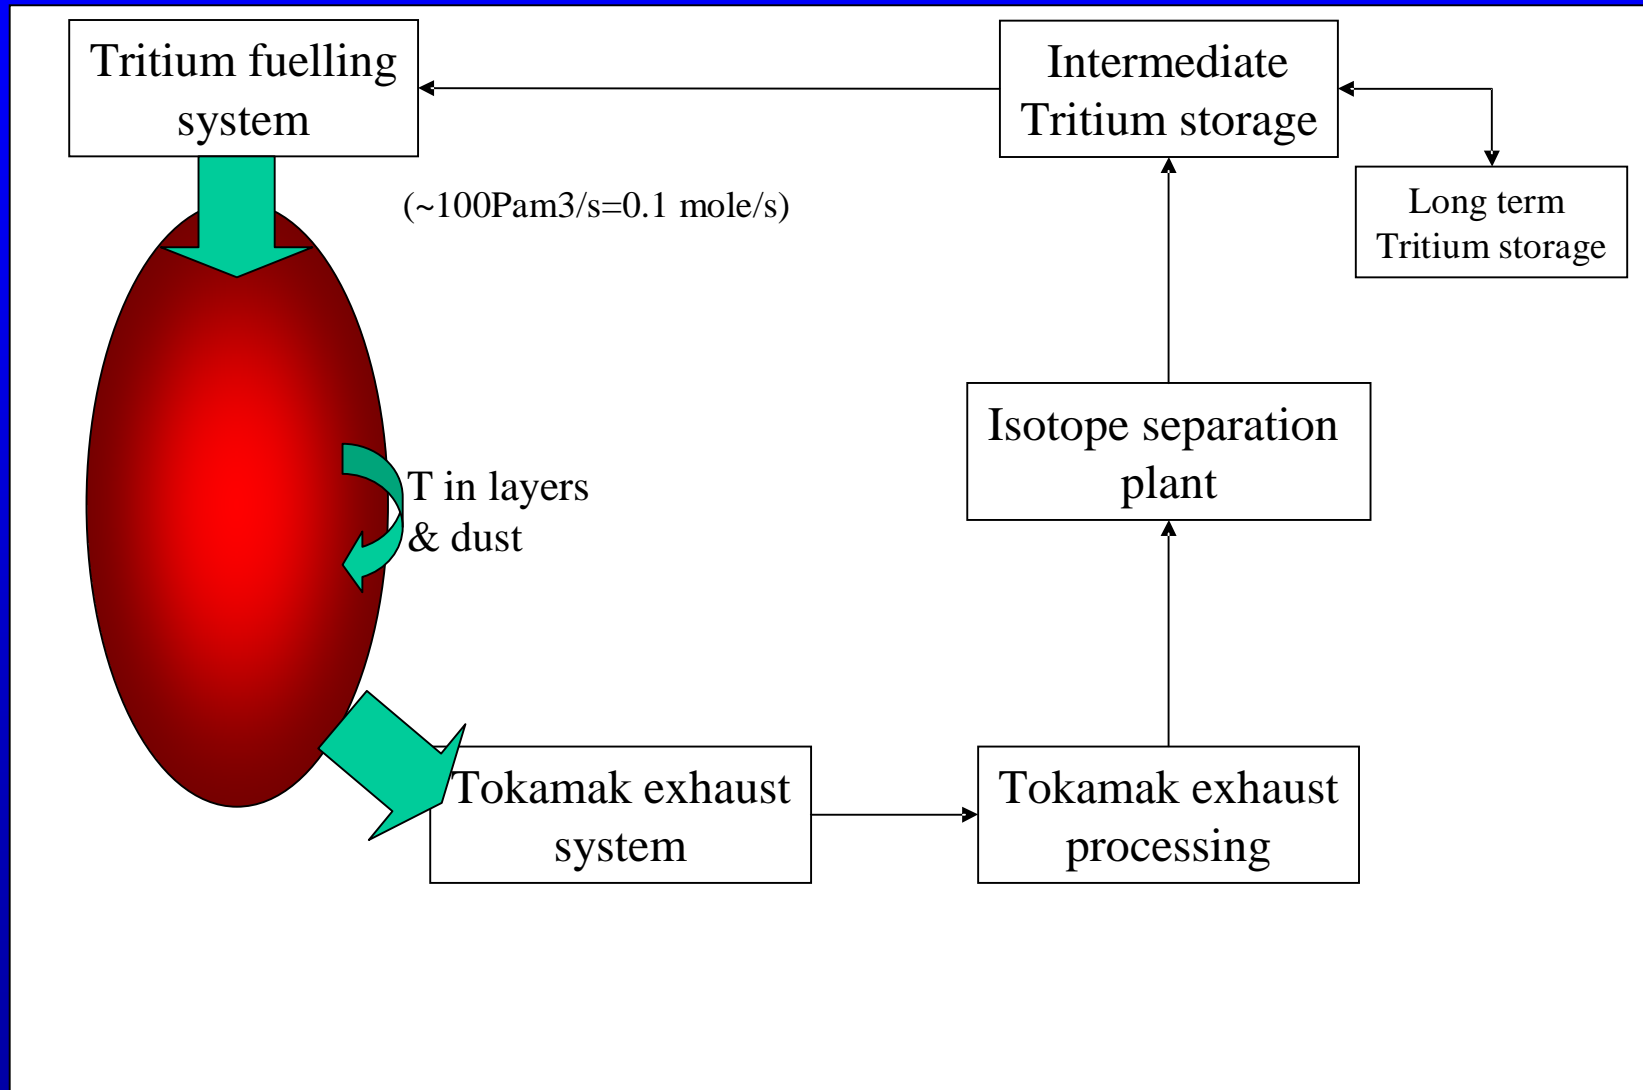 Tritium fuelling
system
Intermediate
Tritium storage
Long term
Tritium storage
(~100Pam3/s=0.1 mole/s)
Isotope separation
plant
T in layers
& dust
Tokamak exhaust
system
Tokamak exhaust
processing